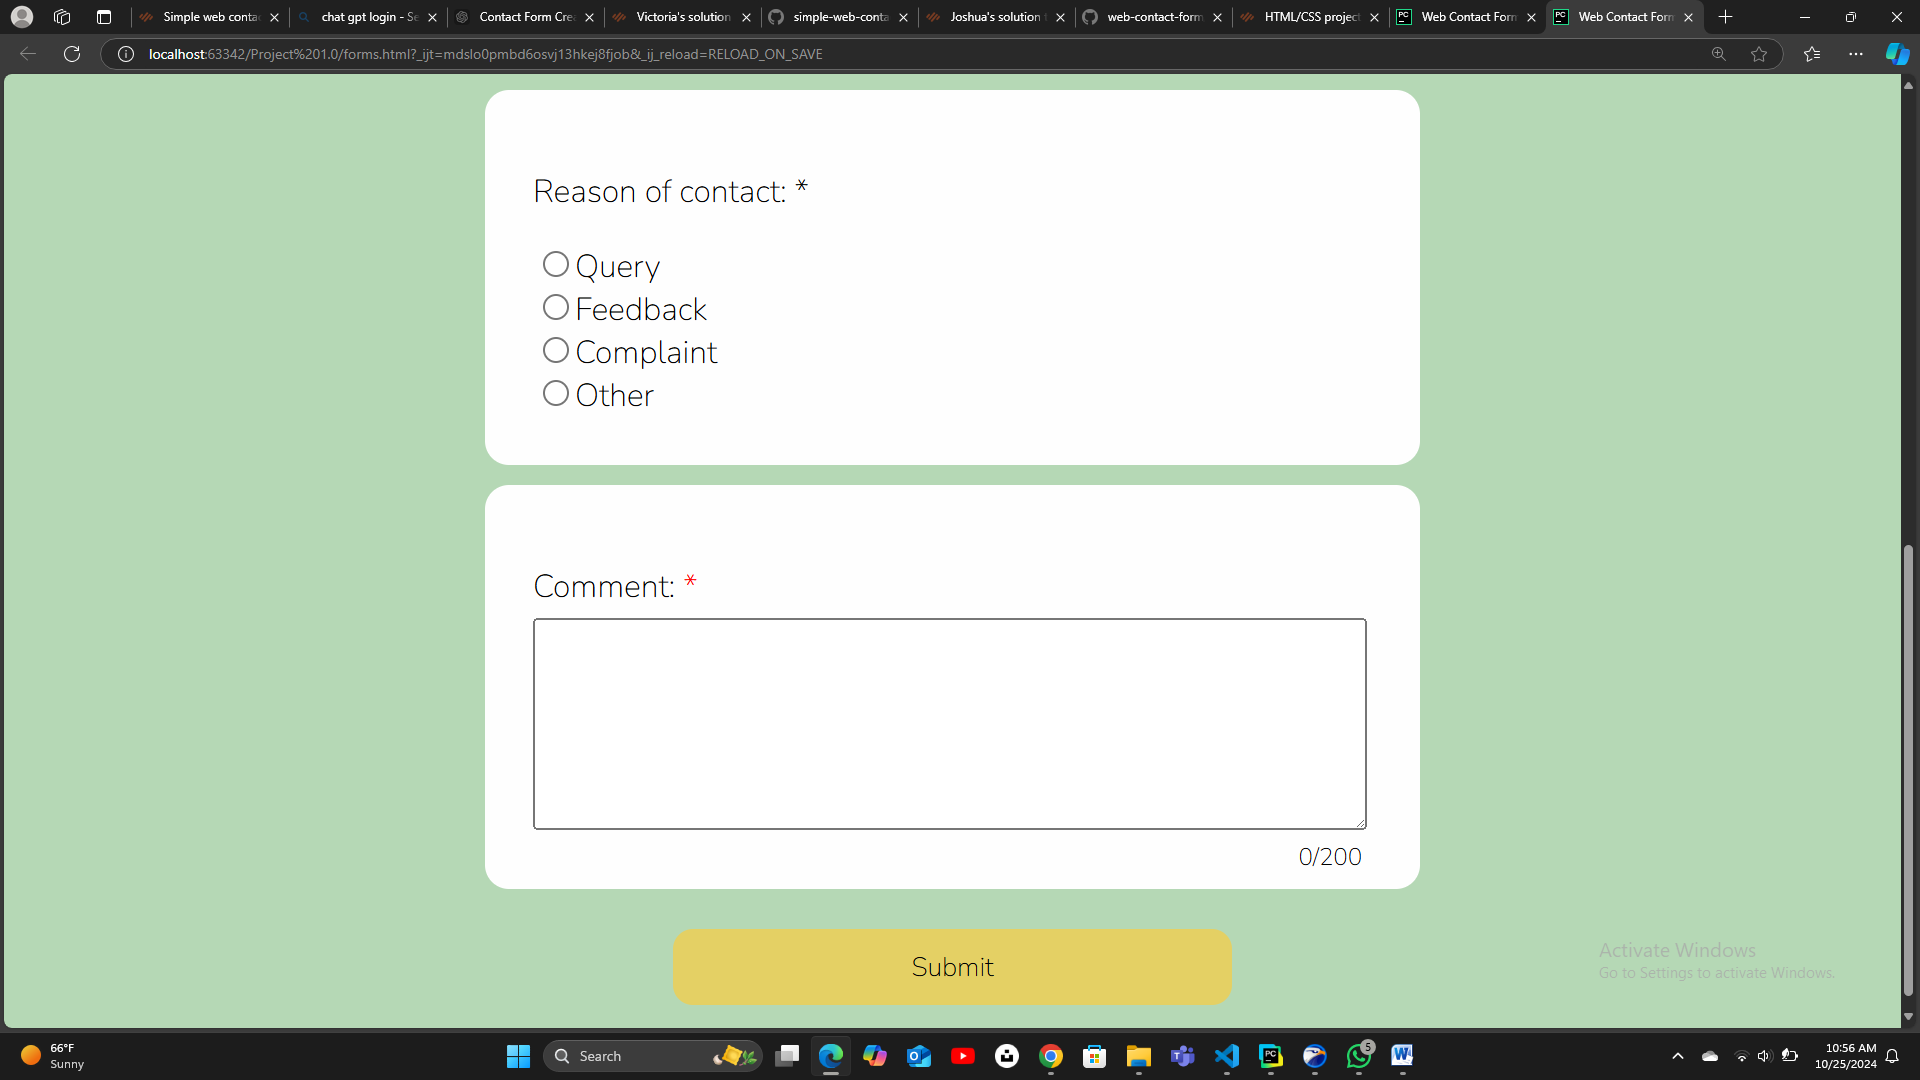 Simple web conta
chat gpt login - Se
Contact Form Cre
Victoria's solution
simple-web-conta
Joshua's solution t
web-contact-form
HTML/CSS project
Web Contact Form
Web Contact Form
localhost:63342/Project%201.0/forms.html?_ijt=mdslo0pmbd6osvj13hkej8fjob&_ij_reload=RELOAD_ON_SAVE
Reason of contact: *
Query
Feedback
Complaint
Other
Comment: *
0/200
Submit
Activate Windows
Go to Settings to activate Windows.
66°F
Sunny
Search
5
10:56 AM
10/25/2024